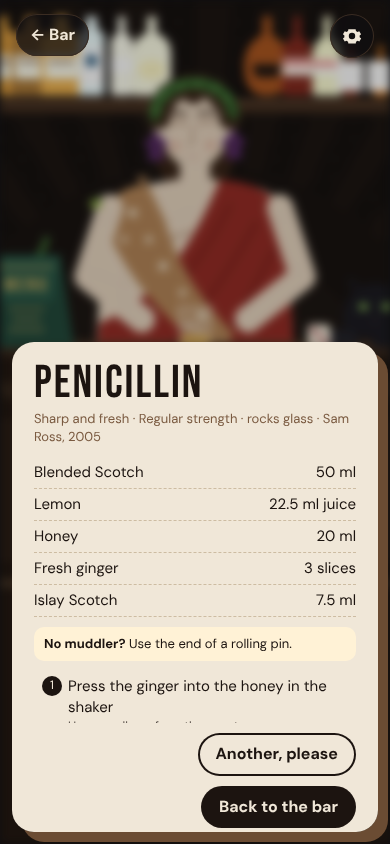 ← Bar
PENICILLIN
Sharp and fresh · Regular strength · rocks glass · Sam
Ross, 2005
Blended Scotch 50 ml
Lemon 22.5 ml juice
Honey 20 ml
Fresh ginger 3 slices
Islay Scotch 7.5 ml
No muddler? Use the end of a rolling pin.
1 Press the ginger into the honey in the
shaker
Another, please
Back to the bar